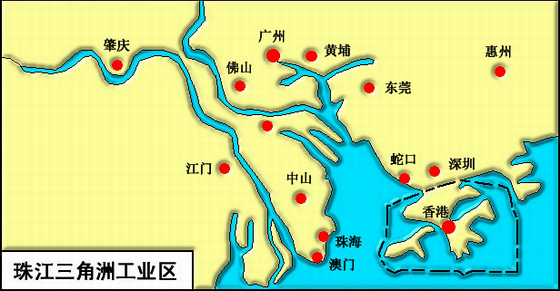 肇庆
广州
黄埔
惠州
佛山
东莞
江门
中山
蛇口
深圳
香港
珠海
澳门
珠江三角洲工业区